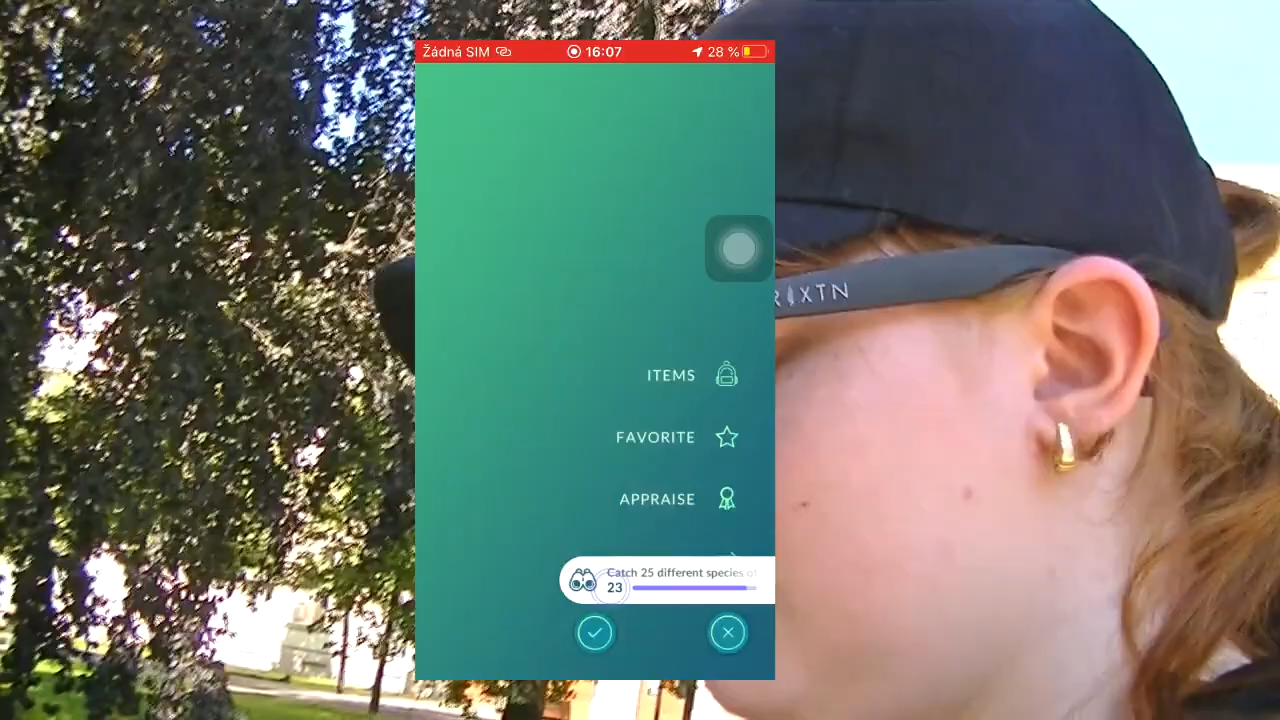 Žádná SIM
16:07
28 %
ITEMS
FAVORITE
APPRAISE
Catch 25 different species of
23
XTN